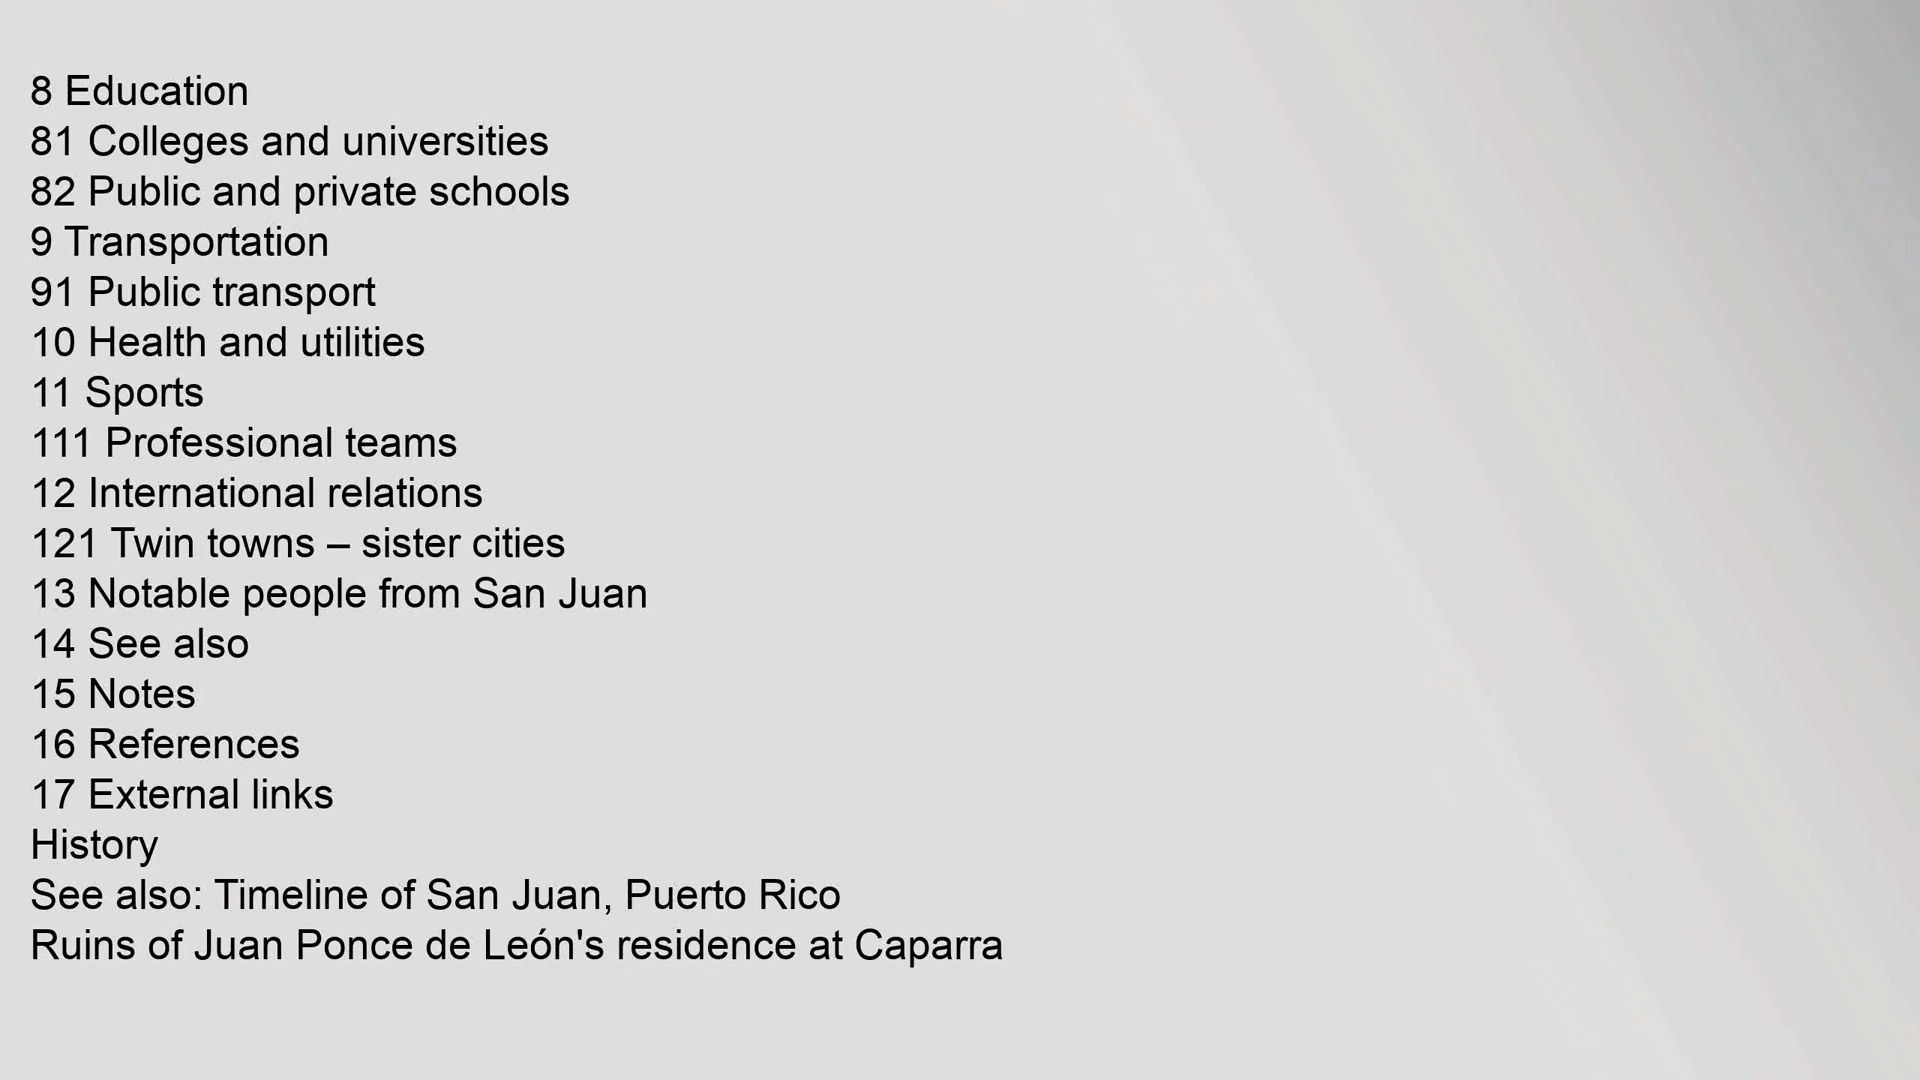 8 Education
81 Colleges and universities
82 Public and private schools
9 Transportation
91 Public transport
10 Health and utilities
11 Sports
111 Professional teams
12 International relations
121 Twin towns – sister cities
13 Notable people from San Juan
14 See also
15 Notes
16 References
17 External links
History
See also: Timeline of San Juan, Puerto Rico
Ruins of Juan Ponce de León's residence at Caparra